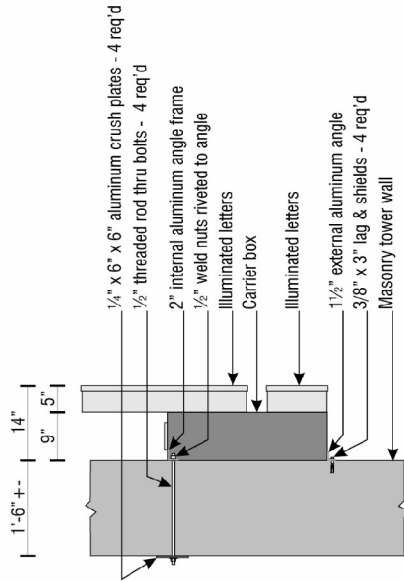 ¼" x 6" x 6" aluminum crush plates - 4 req'd
½" threaded rod thru bolts - 4 req'd
2" internal aluminum angle frame
½" weld nuts riveted to angle
Illuminated letters
Carrier box
Illuminated letters
1½" external aluminum angle
3/8" x 3" lag & shields - 4 req'd
Masonry tower wall
14"
5"
9"
1'-6" + -